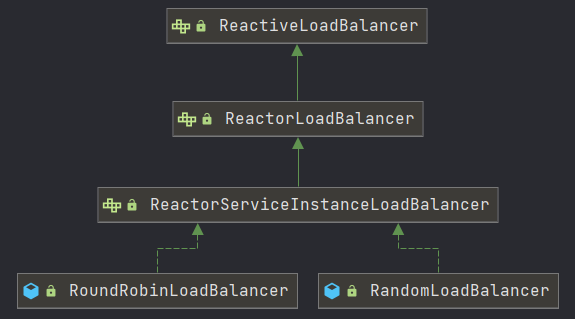 ReactiveLoadBalancer
ReactorLoadBalancer
ReactorServiceInstanceLoadBalancer
RoundRobinLoadBalancer
RandomLoadBalancer